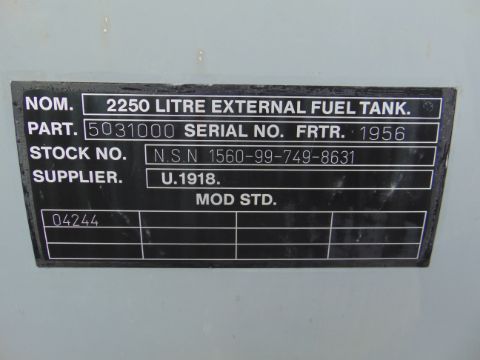 NOM. 2250 LITRE EXTERNAL FUEL TANK.
PART. 5031000 SERIAL NO. FRTR. 1956
STOCK NO. N.S.N 1560-99-749-8631
SUPPLIER. U.1918.
MOD STD.
04244